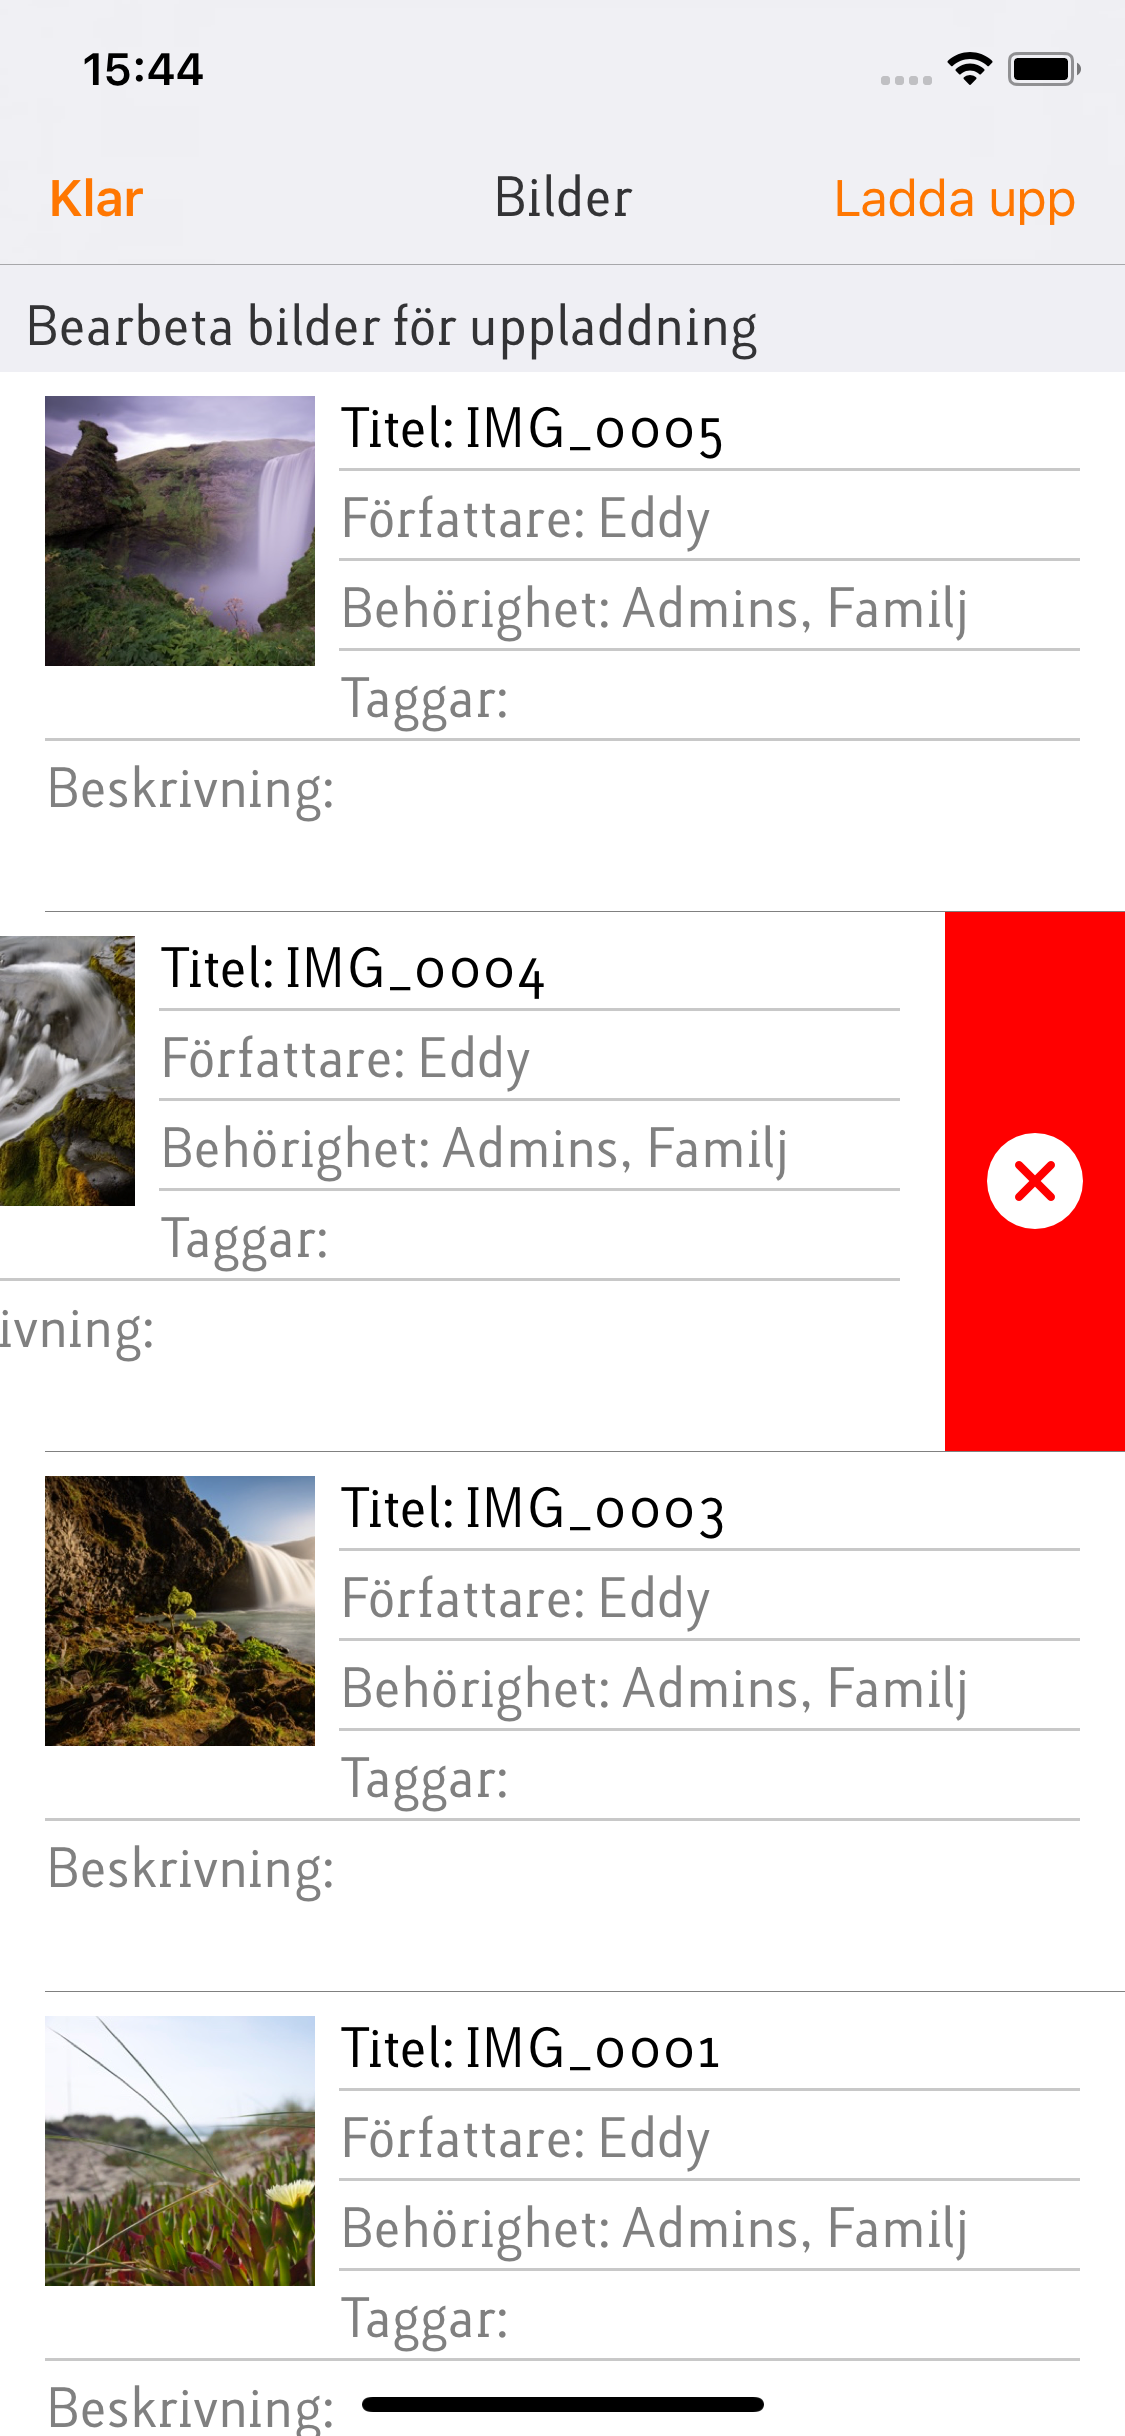 15:44
Klar Bilder Ladda upp
Bearbeta bilder för uppladdning
Titel: IMG_0005
Författare: Eddy
Behörighet: Admins, Familj
Taggar:
Beskrivning:
Titel: IMG_0004
Författare: Eddy
Behörighet: Admins, Familj
Taggar:
ivning:
Titel: IMG_0003
Författare: Eddy
Behörighet: Admins, Familj
Taggar:
Beskrivning:
Titel: IMG_0001
Författare: Eddy
Behörighet: Admins, Familj
Taggar:
Beskrivning: